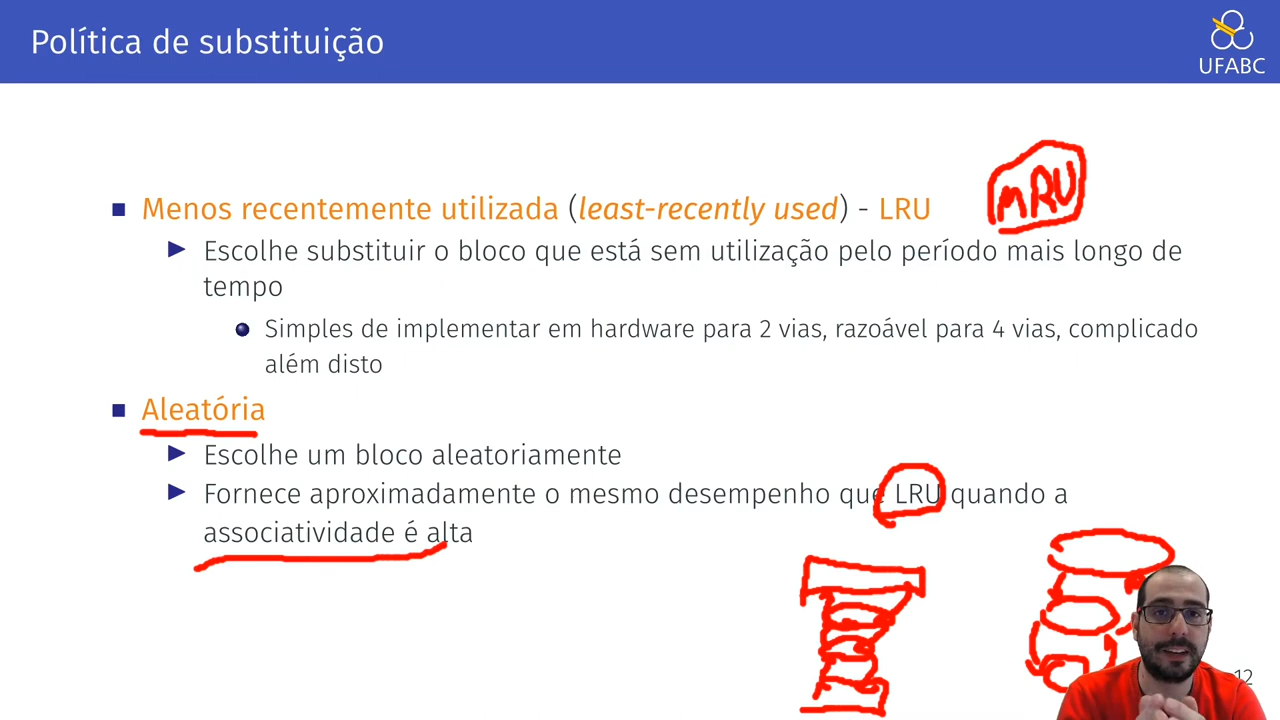 Política de substituição
UFABC
MRU
Menos recentemente utilizada (least-recently used) - LRU
Escolhe substituir o bloco que está sem utilização pelo período mais longo de
tempo
Simples de implementar em hardware para 2 vias, razoável para 4 vias, complicado
além disto
Aleatória
Escolhe um bloco aleatoriamente
Fornece aproximadamente o mesmo desempenho que LRU quando a
associatividade é alta
12